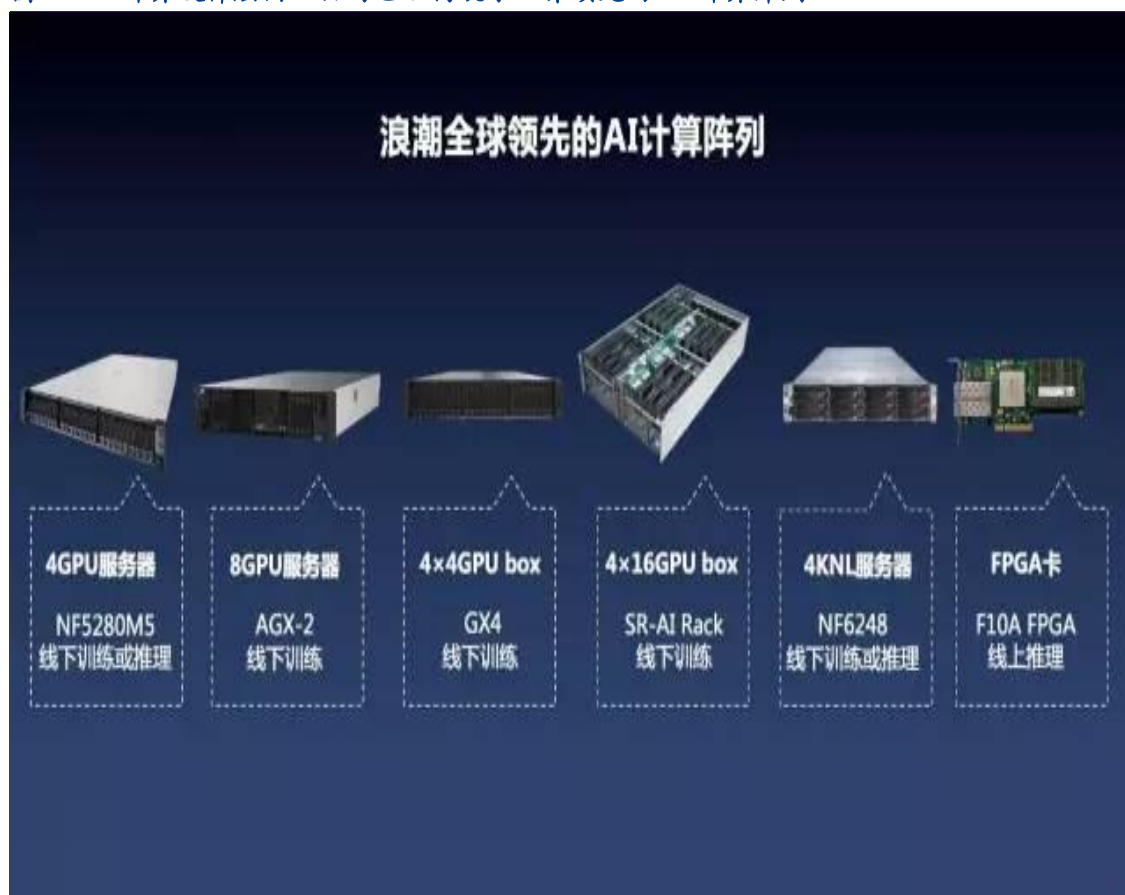 浪潮全球领先的AI计算阵列
4GPU服务器
NF5280M5
线下训练或推理
8GPU服务器
AGX-2
线下训练
4×4GPU box
GX4
线下训练
4×16GPU box
SR-AI Rack
线下训练
4KNL服务器
NF6248
线下训练或推理
FPGA卡
F10A FPGA
线上推理